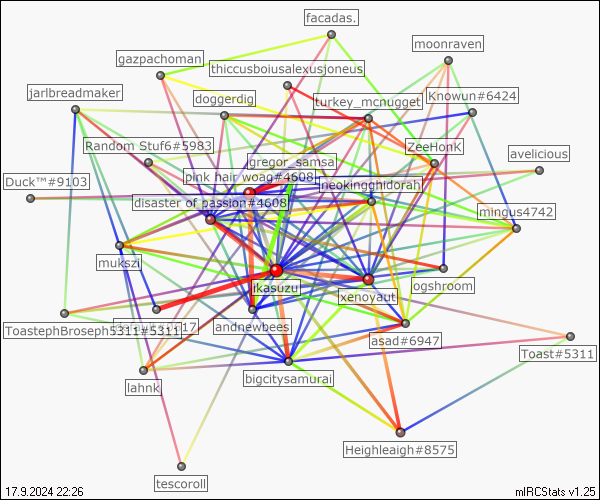 facadas.
moonraven
gazpachoman
thiccusboiusalexusjoneus
jarlbreadmaker
doggerdig
Knowun#6424
turkey_mcnugget
Random Stuf6#5983
ZeeHonK
gregor_samsa
avelicious
pink hair woag#4608
Duck™#9103
neokingghidorah
disaster of passion#4608
mingus4742
mukszi
ikasuzu
ogshroom
xenoyaut
ToastephBroseph5311#5311
andrewbees
asad#6947
Toast#5311
lahnk
bigcitysamurai
Heighleaigh#8575
tescoroll
17.9.2024 22:26
mIRCStats v1.25